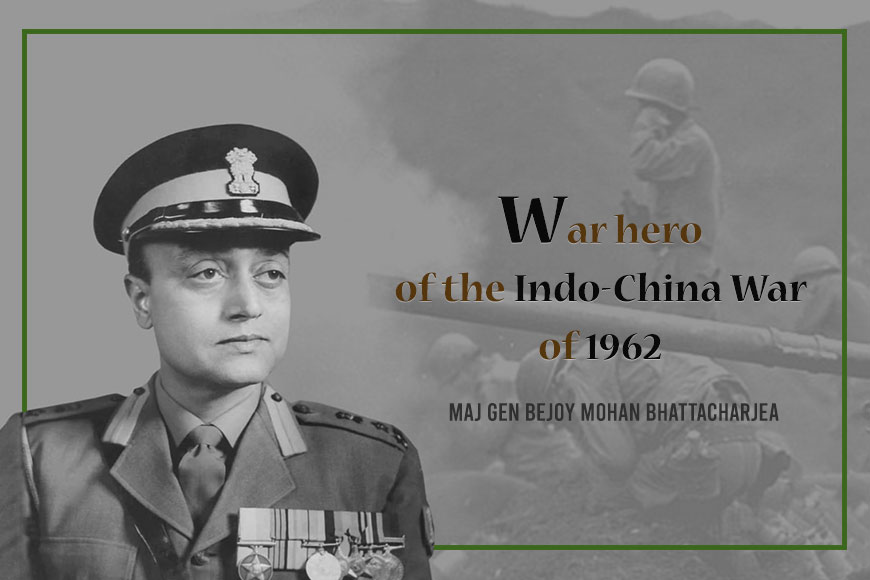 War hero
of the Indo-China War
of 1962
MAJ GEN BEJOY MOHAN BHATTACHARJEA